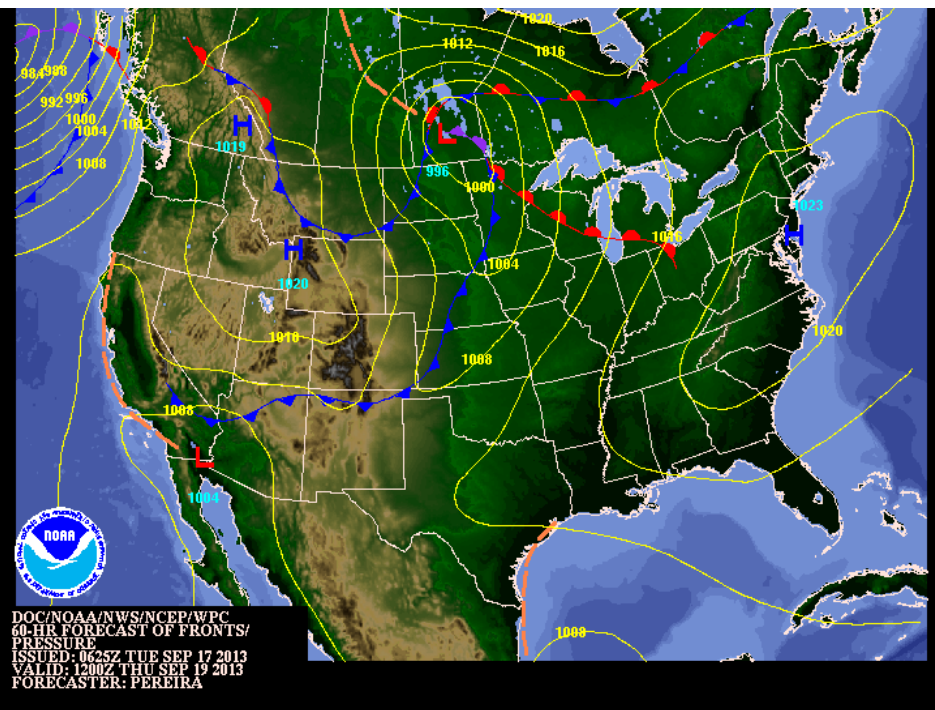 1020
1012
1016
984
988
992
996
1000
1004
1012
1008
H
1019
L
996
1000
1016
1023
H
H
1020
1004
1016
1020
1008
1008
L
1004
1008
NOAA
DOC/NOAA/NWS/NCEP/WPC
60-HR FORECAST OF FRONTS/
PRESSURE
ISSUED: 0625Z TUE SEP 17 2013
VALID: 1200Z THU SEP 19 2013
FORECASTER: PEREIRA